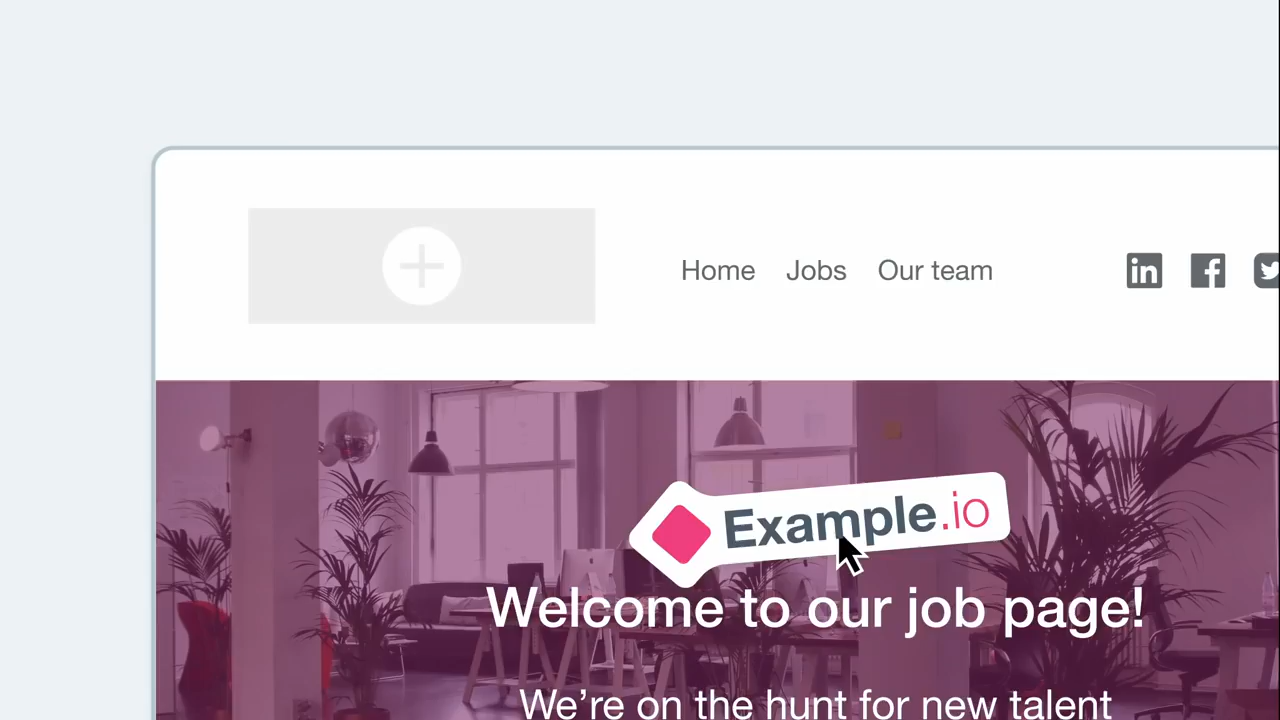 Home Jobs Our team in f
Example.io
Welcome to our job page!
We're on the hunt for new talent